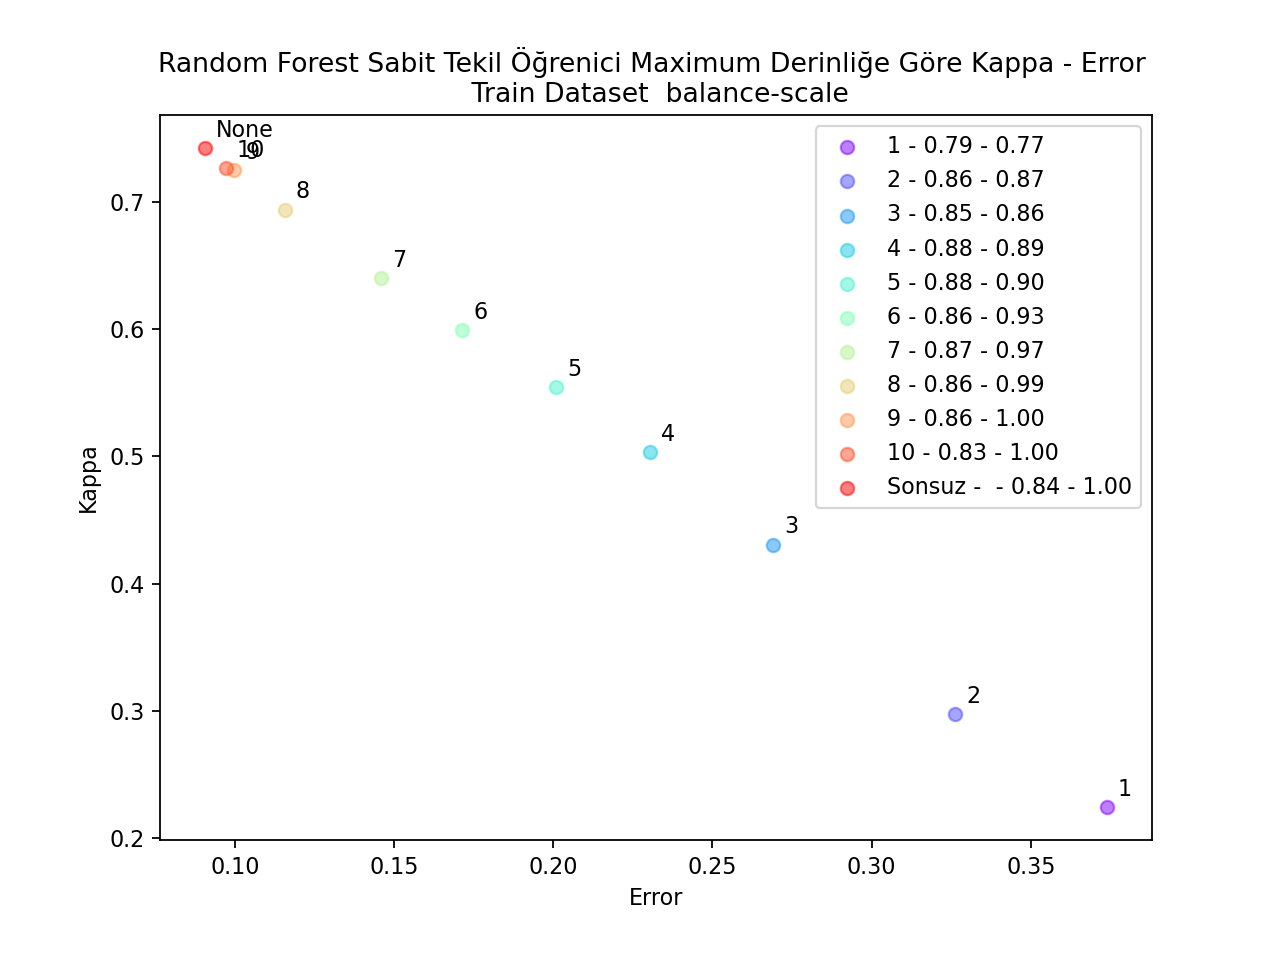 Random Forest Sabit Tekil Öğrenici Maximum Derinliğe Göre Kappa - Error
Train Dataset  balance-scale
None
10
9
8
7
6
5
4
3
2
1
1 - 0.79 - 0.77
2 - 0.86 - 0.87
3 - 0.85 - 0.86
4 - 0.88 - 0.89
5 - 0.88 - 0.90
6 - 0.86 - 0.93
7 - 0.87 - 0.97
8 - 0.86 - 0.99
9 - 0.86 - 1.00
10 - 0.83 - 1.00
Sonsuz -  - 0.84 - 1.00
Kappa
0.7
0.6
0.5
0.4
0.3
0.2
0.10 0.15 0.20 0.25 0.30 0.35
Error